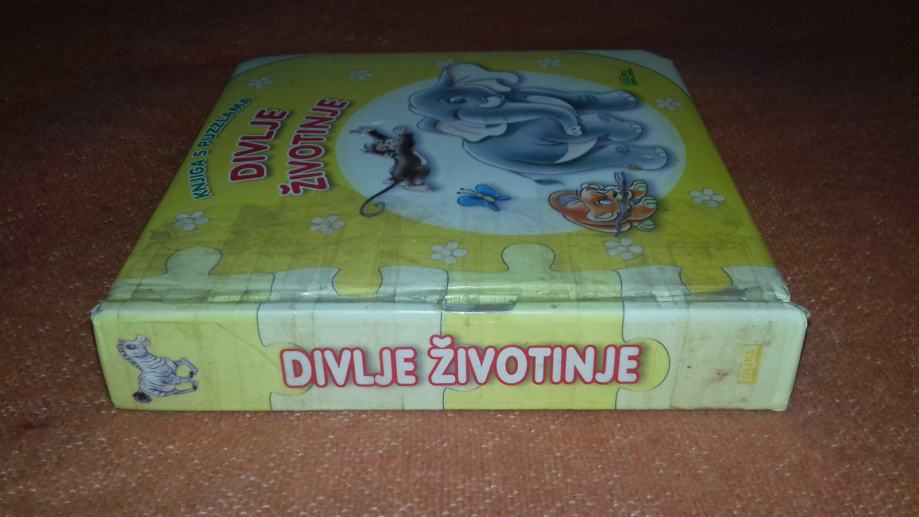 KNJIGA S PUZZLAMA
DIVLJE
ŽIVOTINJE
DIVLJE ŽIVOTINJE